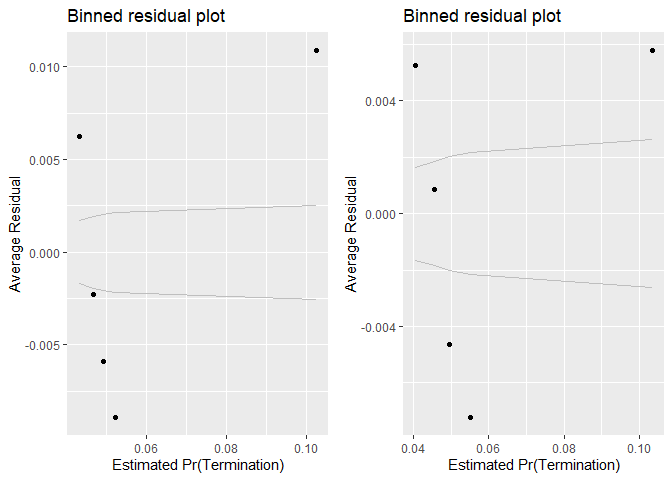 Binned residual plot
Average Residual
0.010
0.005
0.000
-0.005
0.06
0.08
0.10
Estimated Pr(Termination)
Binned residual plot
Average Residual
0.004
0.000
-0.004
0.04
0.06
0.08
0.10
Estimated Pr(Termination)